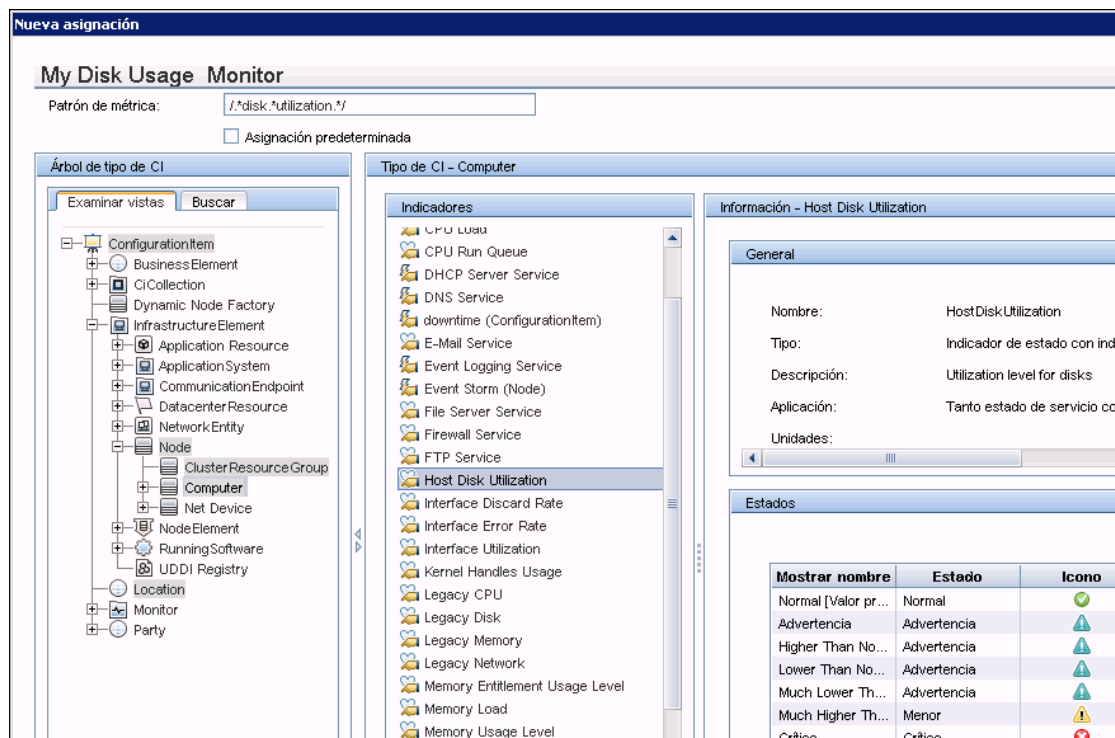 Nueva asignación
My Disk Usage Monitor
Patrón de métrica:
/.*disk.*utilization.*/
Asignación predeterminada
Árbol de tipo de CI
Examinar vistas
Buscar
ConfigurationItem
BusinessElement
CiCollection
Dynamic Node Factory
InfrastructureElement
Application Resource
ApplicationSystem
CommunicationEndpoint
DatacenterResource
NetworkEntity
Node
ClusterResourceGroup
Computer
Net Device
NodeElement
RunningSoftware
UDDI Registry
Location
Monitor
Party
Tipo de CI - Computer
Indicadores
CPU Load
CPU Run Queue
DHCP Server Service
DNS Service
downtime (ConfigurationItem)
E-Mail Service
Event Logging Service
Event Storm (Node)
File Server Service
Firewall Service
FTP Service
Host Disk Utilization
Interface Discard Rate
Interface Error Rate
Interface Utilization
Kernel Handles Usage
Legacy CPU
Legacy Disk
Legacy Memory
Legacy Network
Memory Entitlement Usage Level
Memory Load
Memory Usage Level
Información - Host Disk Utilization
General
Nombre: HostDiskUtilization
Tipo: Indicador de estado con ind
Descripción: Utilization level for disks
Aplicación: Tanto estado de servicio co
Unidades:
Estados
Mostrar nombre Estado Icono
Normal [Valor pr... Normal
Advertencia Advertencia
Higher Than No... Advertencia
Lower Than No... Advertencia
Much Lower Th... Advertencia
Much Higher Th... Menor
Crítico Crítico